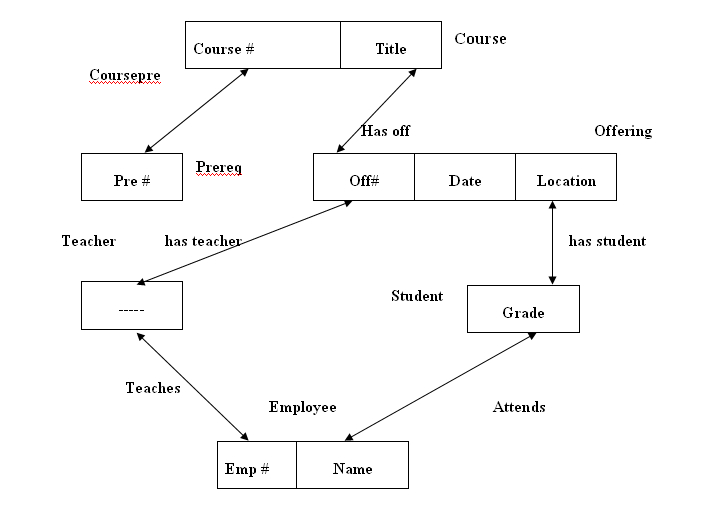 Course #
Title
Course
Coursepre
Has off
Offering
Pre #
Prereq
Off#
Date
Location
Teacher
has teacher
has student
-----
Student
Grade
Teaches
Employee
Attends
Emp #
Name